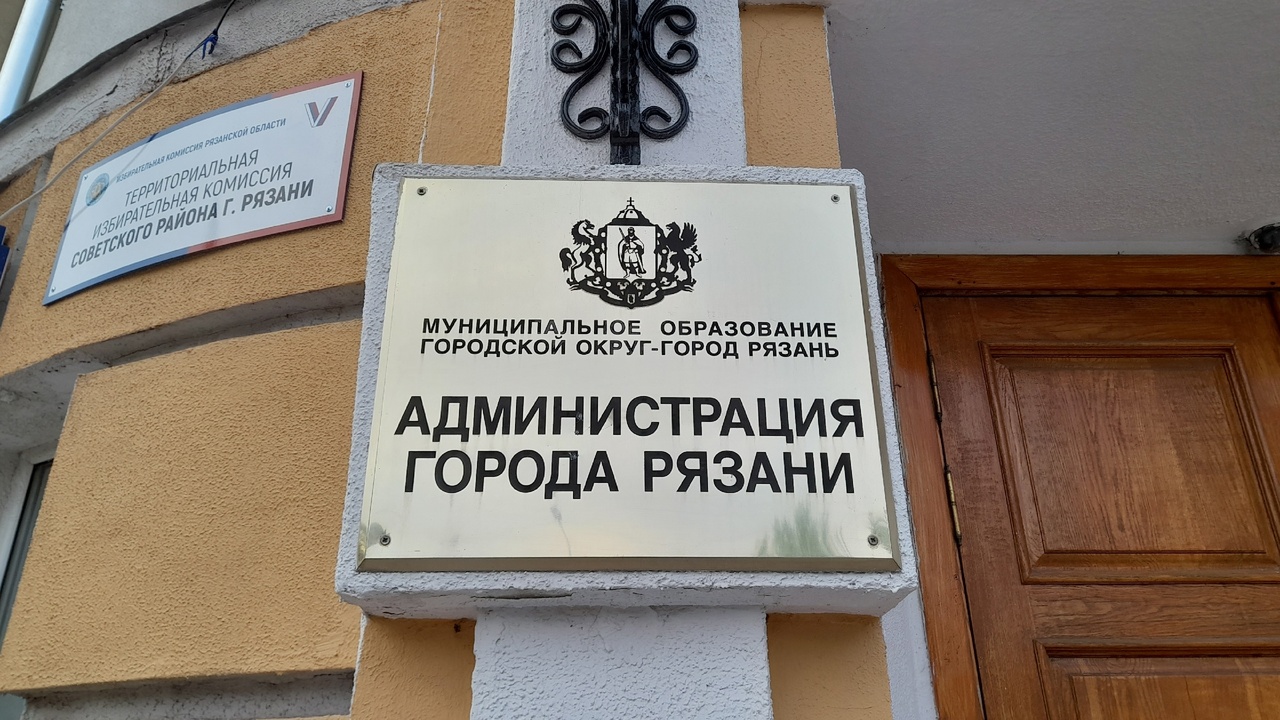 ИЗБИРАТЕЛЬНАЯ КОМИССИЯ РЯЗАНСКОЙ ОБЛАСТИ
ТЕРРИТОРИАЛЬНАЯ
ИЗБИРАТЕЛЬНАЯ КОМИССИЯ
СОВЕТСКОГО РАЙОНА Г. РЯЗАНИ
МУНИЦИПАЛЬНОЕ ОБРАЗОВАНИЕ
ГОРОДСКОЙ ОКРУГ-ГОРОД РЯЗАНЬ
АДМИНИСТРАЦИЯ
ГОРОДА РЯЗАНИ